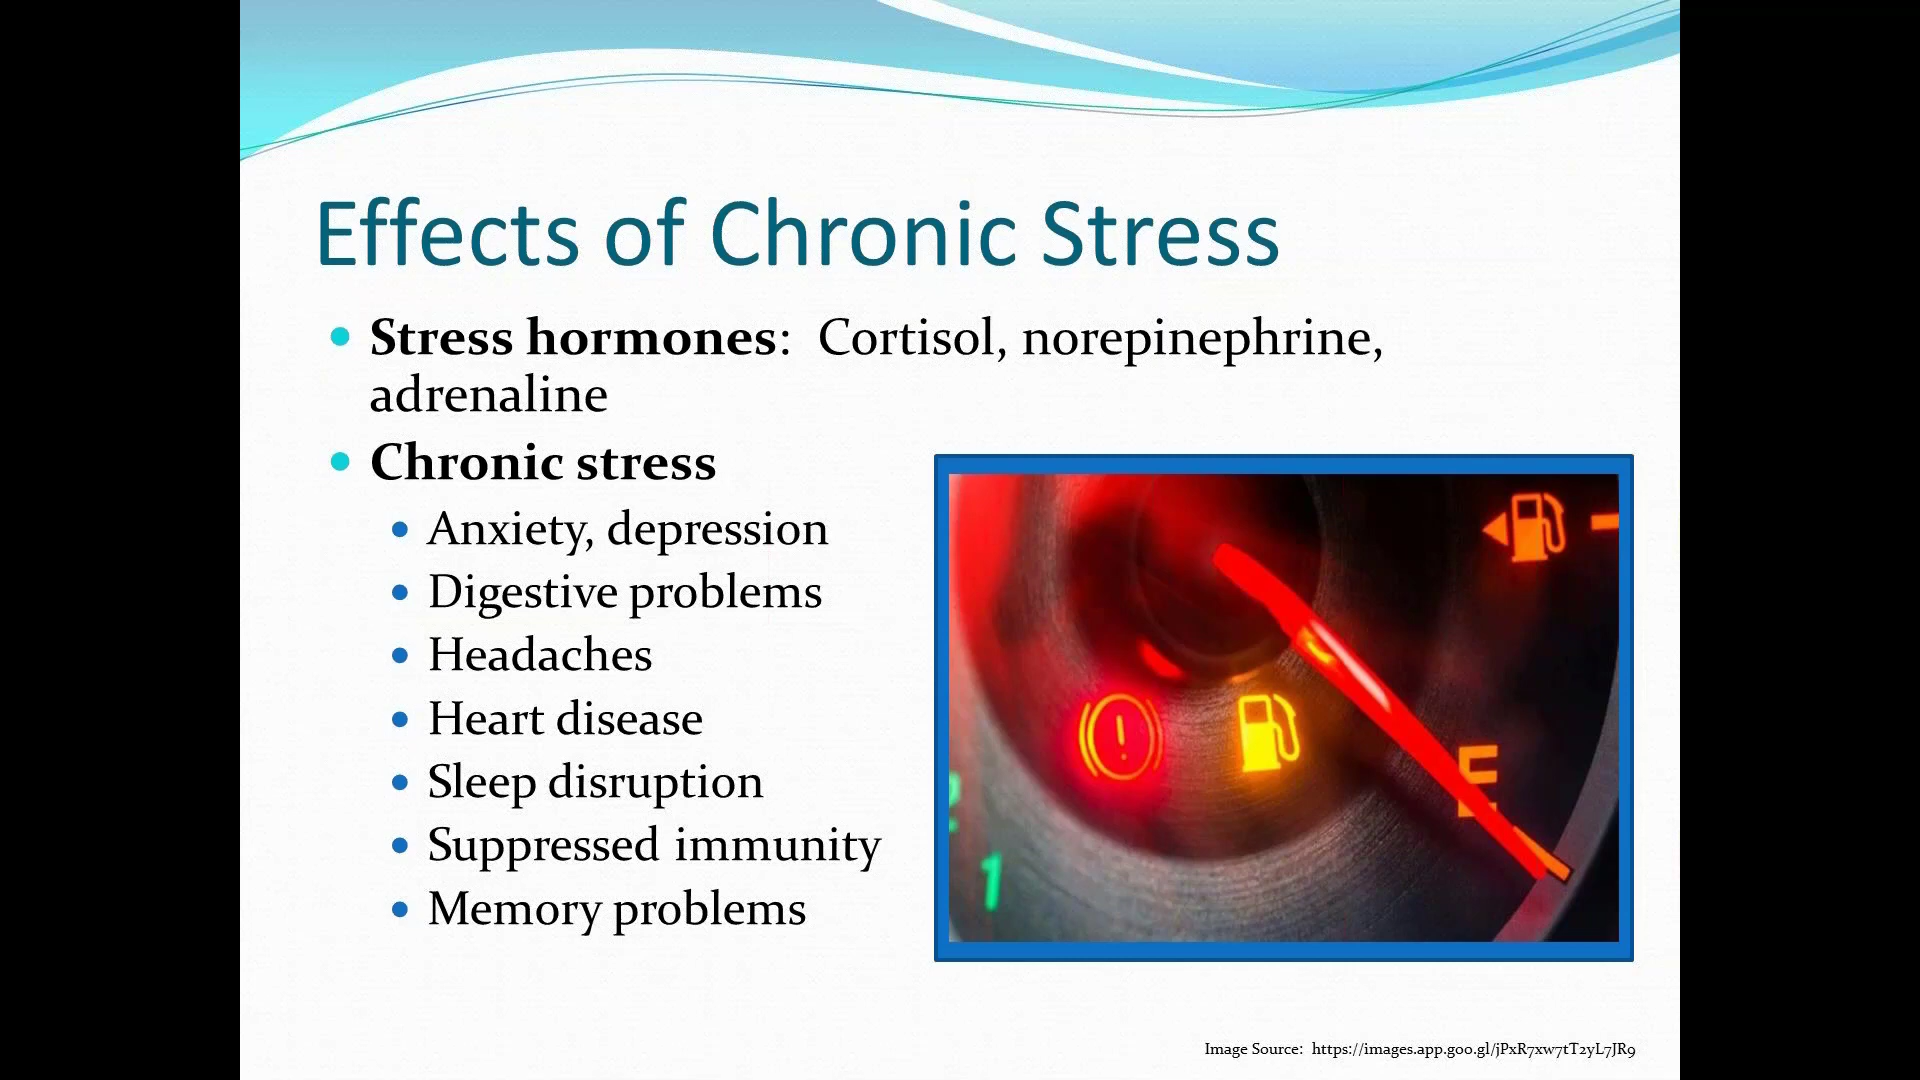 Effects of Chronic Stress
Stress hormones: Cortisol, norepinephrine,
adrenaline
Chronic stress
Anxiety, depression
Digestive problems
Headaches
Heart disease
Sleep disruption
Suppressed immunity
Memory problems
E
1
Image Source: https://images.app.goo.gl/jPxR7xw7tT2yL7JR9